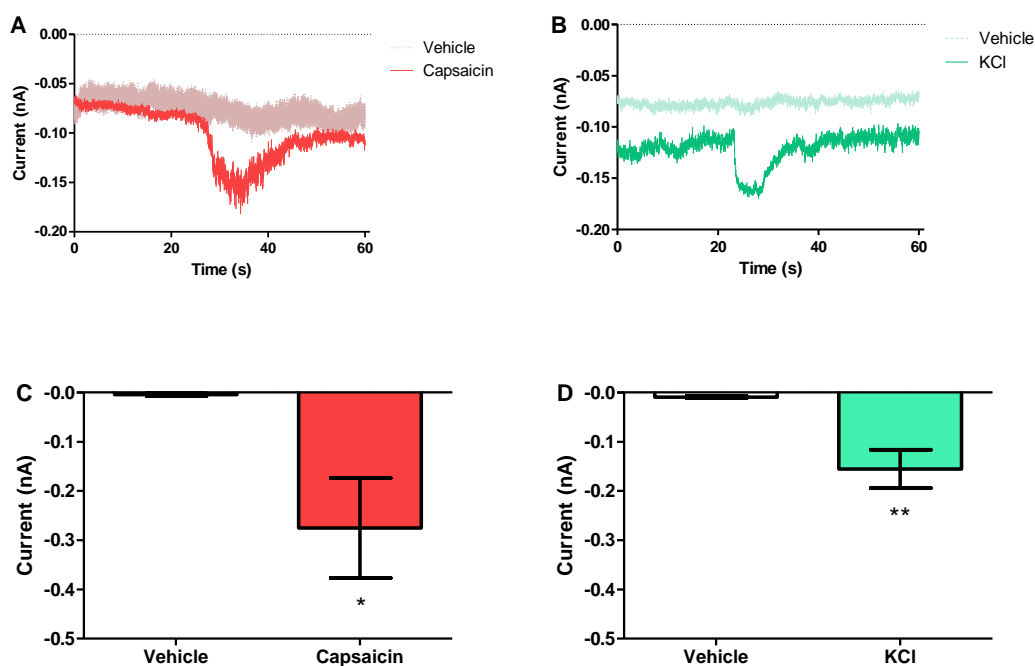 A
0.00
-0.05
-0.10
-0.15
-0.20
Current (nA)
0
20
40
60
Time (s)
Vehicle
Capsaicin
B
0.00
-0.05
-0.10
-0.15
-0.20
Current (nA)
0
20
40
60
Time (s)
Vehicle
KCl
C
-0.0
-0.1
-0.2
-0.3
-0.4
-0.5
Current (nA)
*
Vehicle
Capsaicin
D
-0.0
-0.1
-0.2
-0.3
-0.4
-0.5
Current (nA)
**
Vehicle
KCl